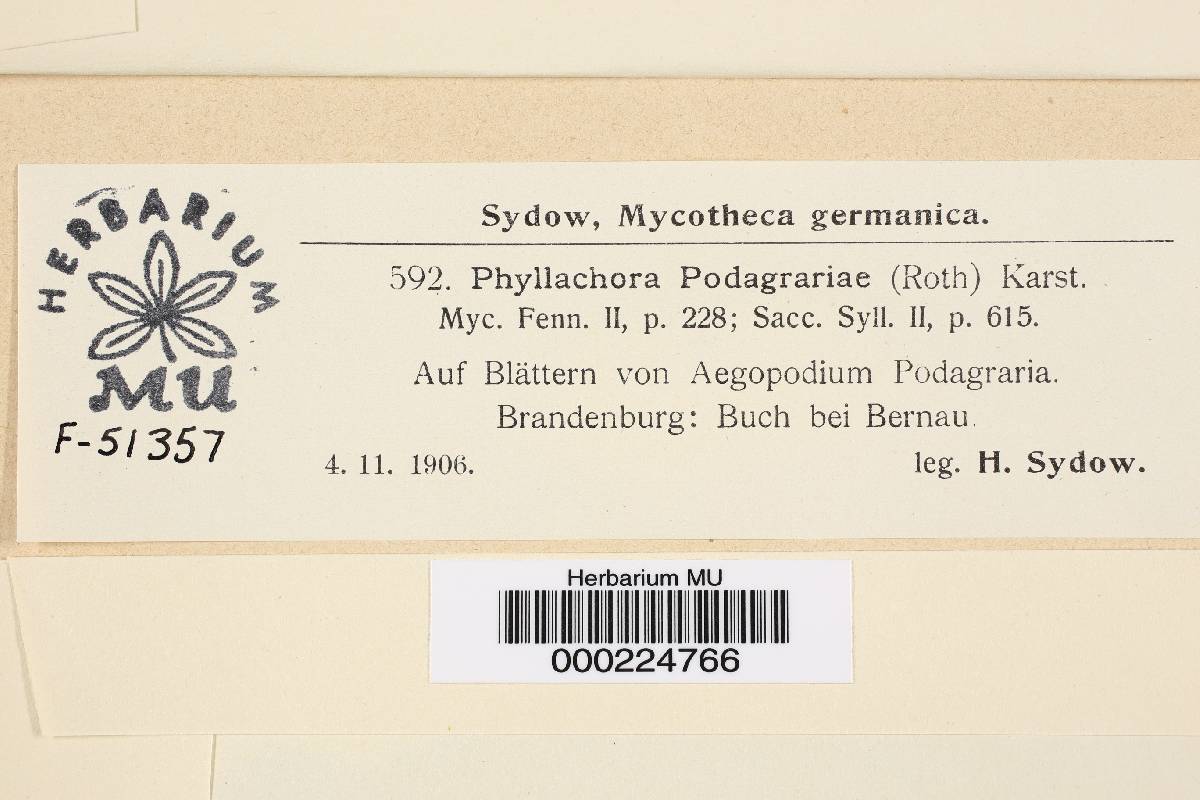 Sydow, Mycotheca germanica.
592. Phyllachora Podagrariae (Roth) Karst.
Myc. Fenn. II, p. 228; Sacc. Syll. II, p. 615.
Auf Blättern von Aegopodium Podagraria.
Brandenburg: Buch bei Bernau.
4. 11. 1906. leg. H. Sydow.
HERBARIUM
MU
F-51357
Herbarium MU
000224766